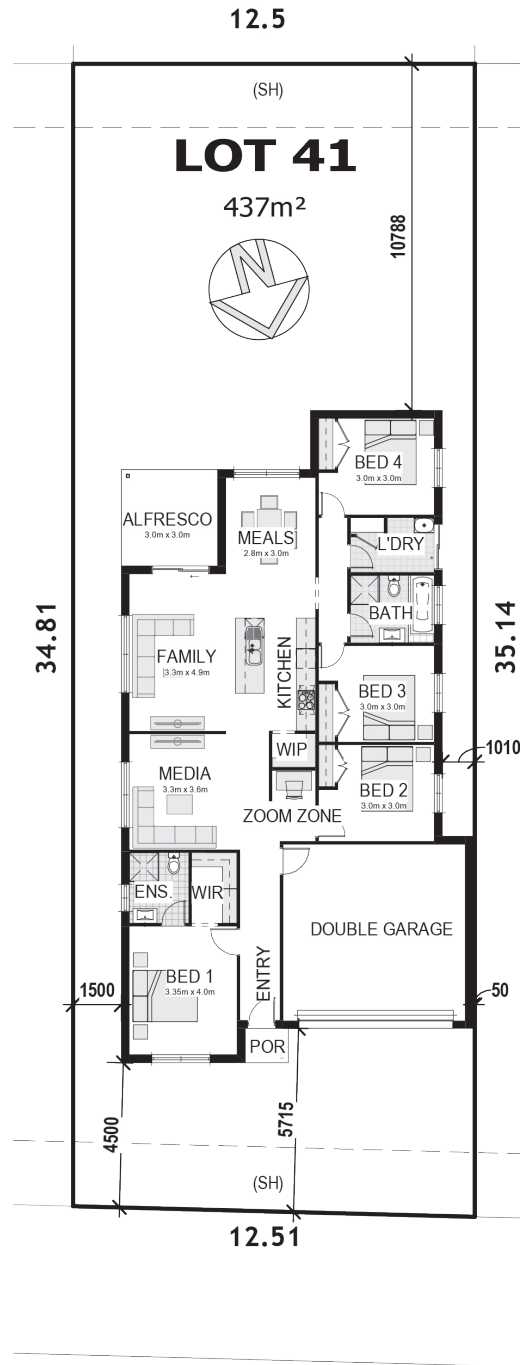 12.5
(SH)
LOT 41
437m²
10788
N
BED 4
3.0m x 3.0m
ALFRESCO
3.0m x 3.0m
MEALS
2.8m x 3.0m
L'DRY
BATH
34.81
35.14
FAMILY
3.3m x 4.9m
KITCHEN
BED 3
3.0m x 3.0m
WIP
1010
MEDIA
3.3m x 3.6m
BED 2
3.0m x 3.0m
ZOOM ZONE
ENS.
WIR
DOUBLE GARAGE
BED 1
3.35m x 4.0m
ENTRY
1500
50
POR
4500
5715
(SH)
12.51